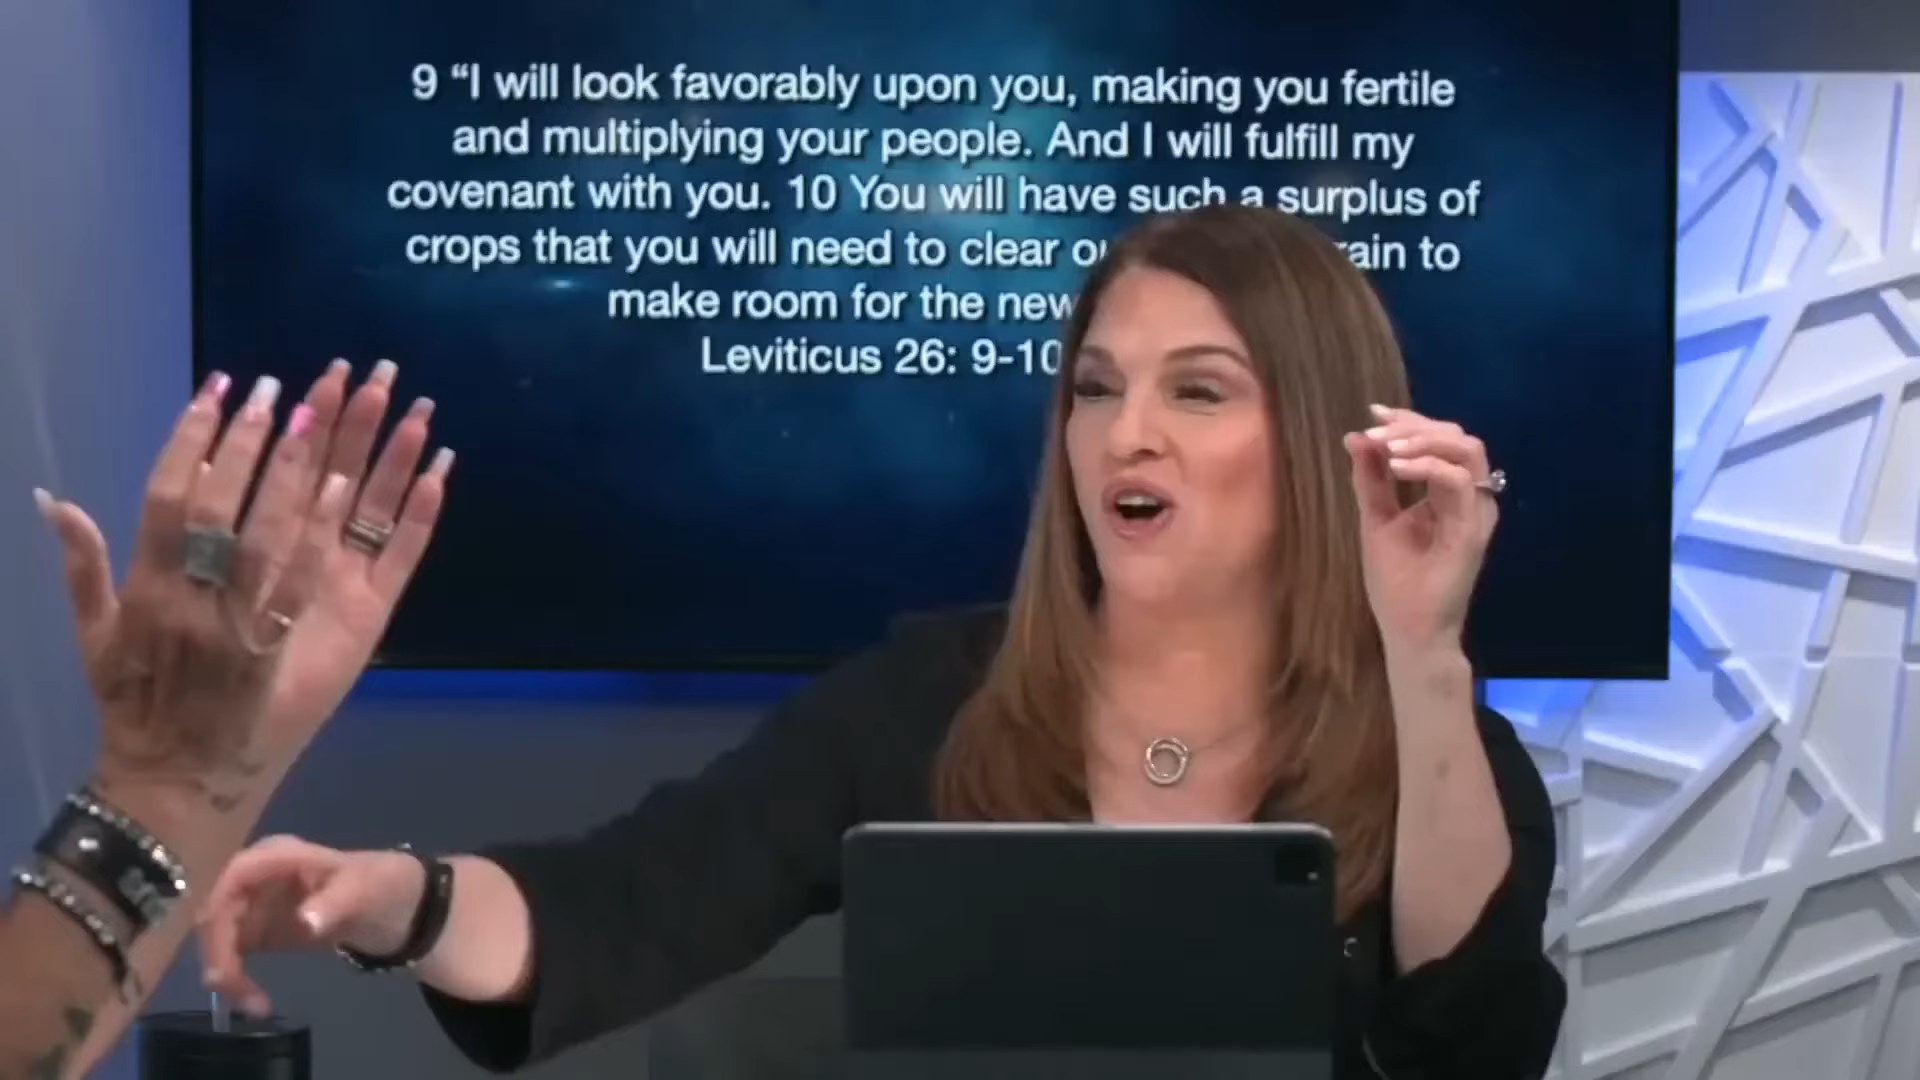 9 “I will look favorably upon you, making you fertile
and multiplying your people. And I will fulfill my
covenant with you. 10 You will have such a surplus of
crops that you will need to clear rain to
make room for the new
Leviticus 26: 9-10